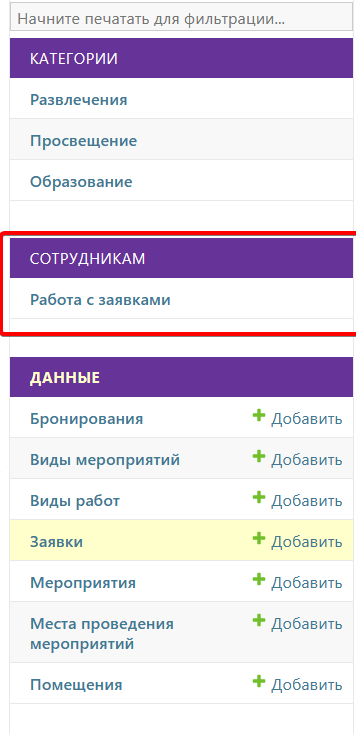 Начните печатать для фильтрации...
КАТЕГОРИИ
Развлечения
Просвещение
Образование
СОТРУДНИКАМ
Работа с заявками
ДАННЫЕ
Бронирования + Добавить
Виды мероприятий + Добавить
Виды работ + Добавить
Заявки + Добавить
Мероприятия + Добавить
Места проведения + Добавить
мероприятий
Помещения + Добавить